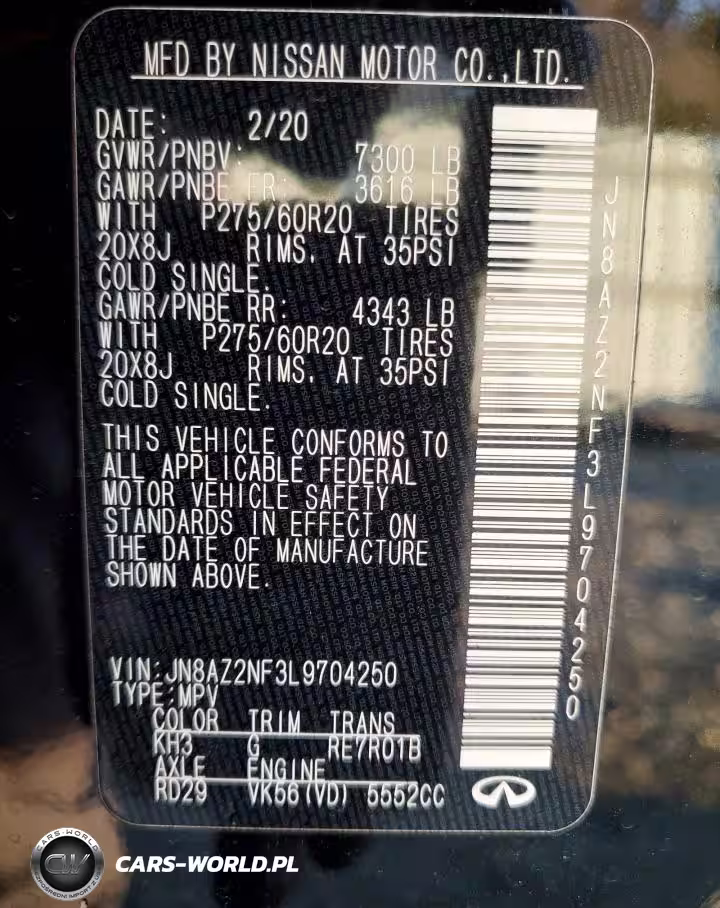 MFD BY NISSAN MOTOR CO.,LTD.
DATE: 2/20
GVWR/PNBV: 7300 LB
GAWR/PNBE FR: 3616 LB
WITH P275/60R20 TIRES
20X8J RIMS. AT 35PSI
COLD SINGLE.
GAWR/PNBE RR: 4343 LB
WITH P275/60R20 TIRES
20X8J RIMS. AT 35PSI
COLD SINGLE.
THIS VEHICLE CONFORMS TO
ALL APPLICABLE FEDERAL
MOTOR VEHICLE SAFETY
STANDARDS IN EFFECT ON
THE DATE OF MANUFACTURE
SHOWN ABOVE.
VIN:JN8AZ2NF3L9704250
TYPE:MPV
COLOR TRIM TRANS
KH3 G RE7R01B
AXLE ENGINE
RD29 VK56(VD) 5552CC
JN8AZ2NF3L9704250
CARS-WORLD
CW
CARS-WORLD.PL